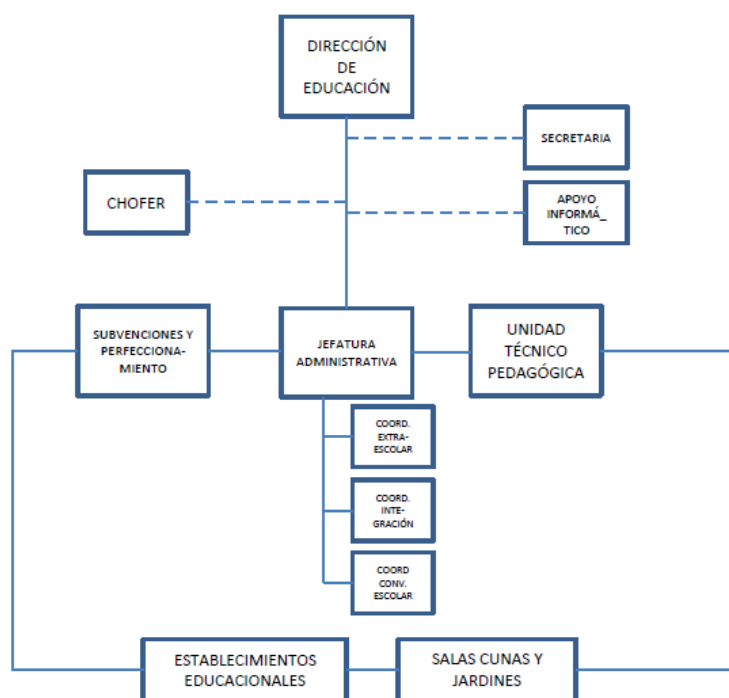 DIRECCIÓN
DE
EDUCACIÓN
SECRETARIA
CHOFER
APOYO
INFORMÁ_
TICO
SUBVENCIONES Y
PERFECCIONA-
MIENTO
JEFATURA
ADMINISTRATIVA
UNIDAD
TÉCNICO
PEDAGÓGICA
COORD.
EXTRA-
ESCOLAR
COORD.
INTE-
GRACIÓN
COORD
CONV.
ESCOLAR
ESTABLECIMIENTOS
EDUCACIONALES
SALAS CUNAS Y
JARDINES